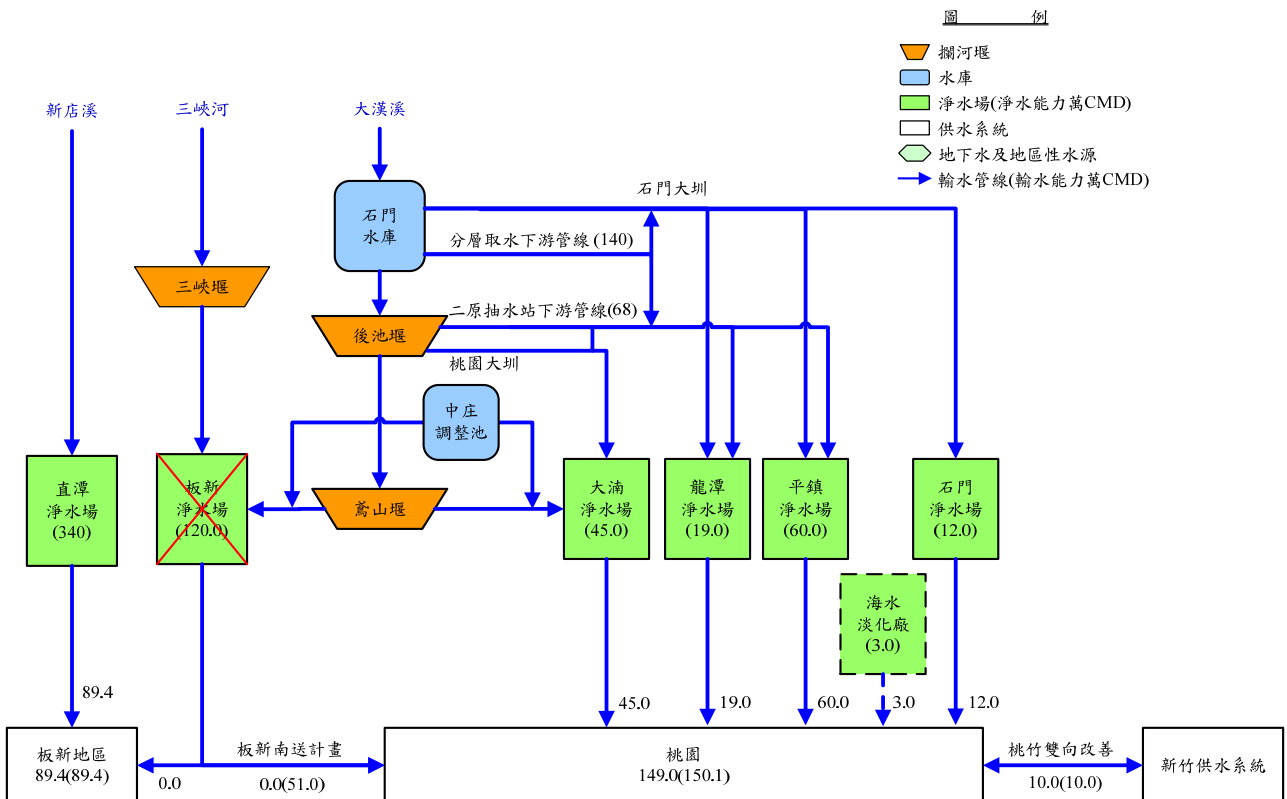 圖 例
攔河堰
水庫
淨水場(淨水能力萬CMD)
供水系統
地下水及地區性水源
輸水管線(輸水能力萬CMD)
新店溪
三峽河
大漢溪
石門
水庫
石門大圳
分層取水下游管線(140)
三峽堰
後池堰
二原抽水站下游管線(68)
桃園大圳
中庄
調整池
鳶山堰
直潭
淨水場
(340)
板新
淨水場
(120.0)
大湳
淨水場
(45.0)
龍潭
淨水場
(19.0)
平鎮
淨水場
(60.0)
石門
淨水場
(12.0)
海水
淡化廠
(3.0)
89.4
45.0
19.0
60.0
3.0
12.0
板新地區
89.4(89.4)
0.0
板新南送計畫
0.0(51.0)
桃園
149.0(150.1)
桃竹雙向改善
10.0(10.0)
新竹供水系統